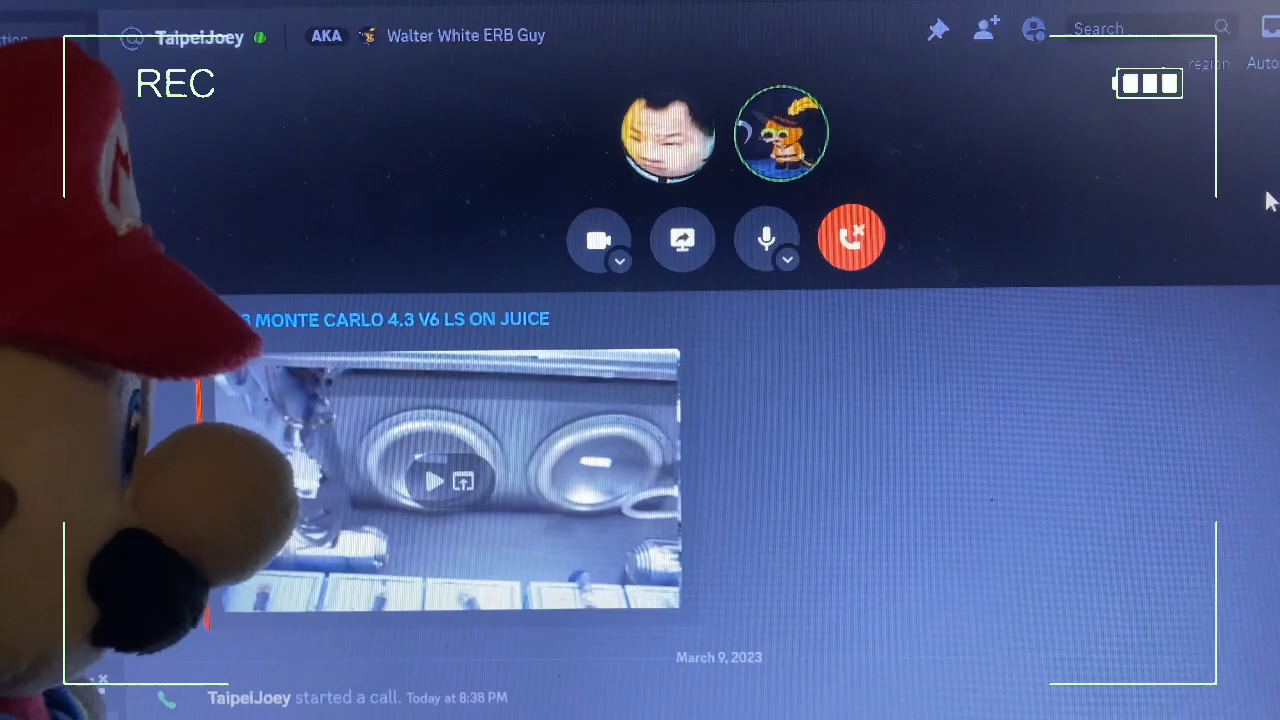 TaipeiJoey
AKA
Walter White ERB Guy
Search
region
REC
MONTE CARLO 4.3 V6 LS ON JUICE
March 9, 2023
TaipeiJoey started a call. Today at 8:38 PM